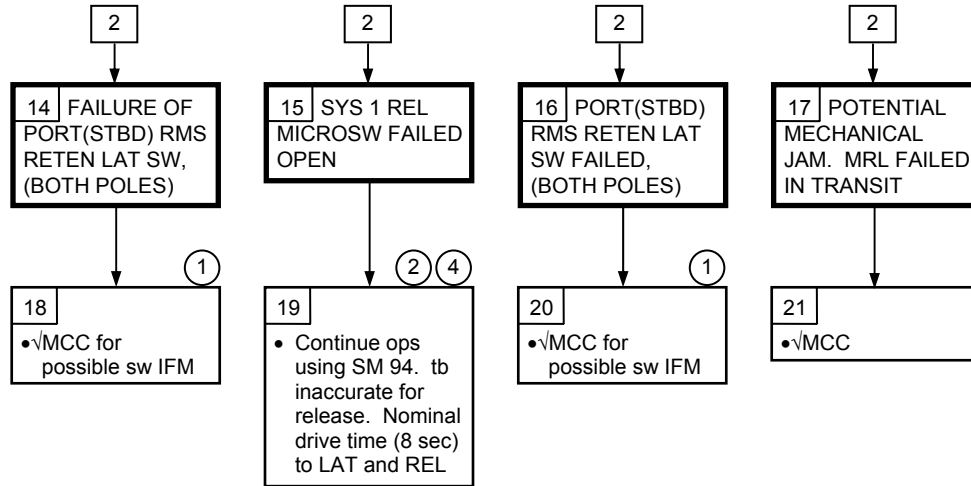 2
2
2
2
14 FAILURE OF
PORT(STBD) RMS
RETEN LAT SW,
(BOTH POLES)
15 SYS 1 REL
MICROSW FAILED
OPEN
16 PORT(STBD)
RMS RETEN LAT
SW FAILED,
(BOTH POLES)
17 POTENTIAL
MECHANICAL
JAM. MRL FAILED
IN TRANSIT
1
18
•√MCC for
possible sw IFM
2 4
19
• Continue ops
using SM 94. tb
inaccurate for
release. Nominal
drive time (8 sec)
to LAT and REL
1
20
•√MCC for
possible sw IFM
21
•√MCC